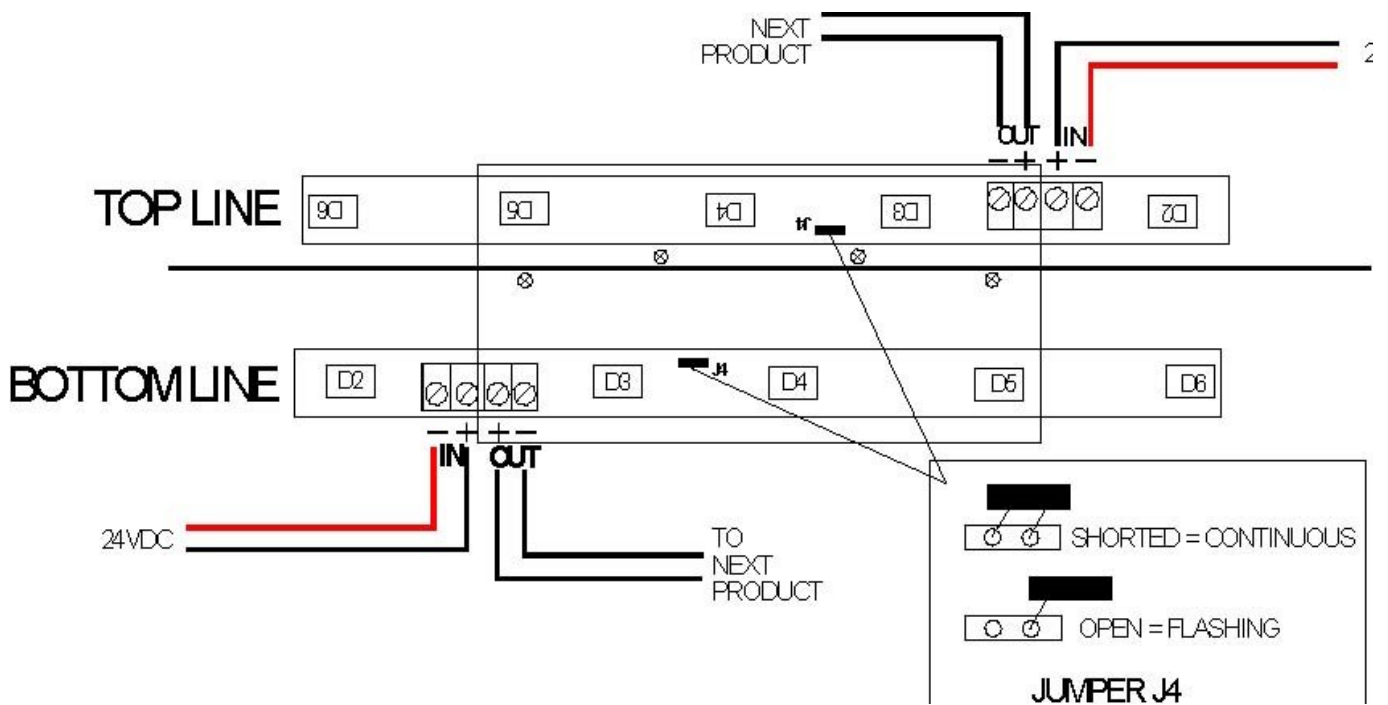 NEXT
PRODUCT
2
OUT IN
− + + −
TOP LINE
D6 D5 D4 D3 D2
J4
BOTTOM LINE
D2 D3 D4 D5 D6
J4
− + + −
IN OUT
24VDC
TO
NEXT
PRODUCT
SHORTED = CONTINUOUS
OPEN = FLASHING
JUMPER J4